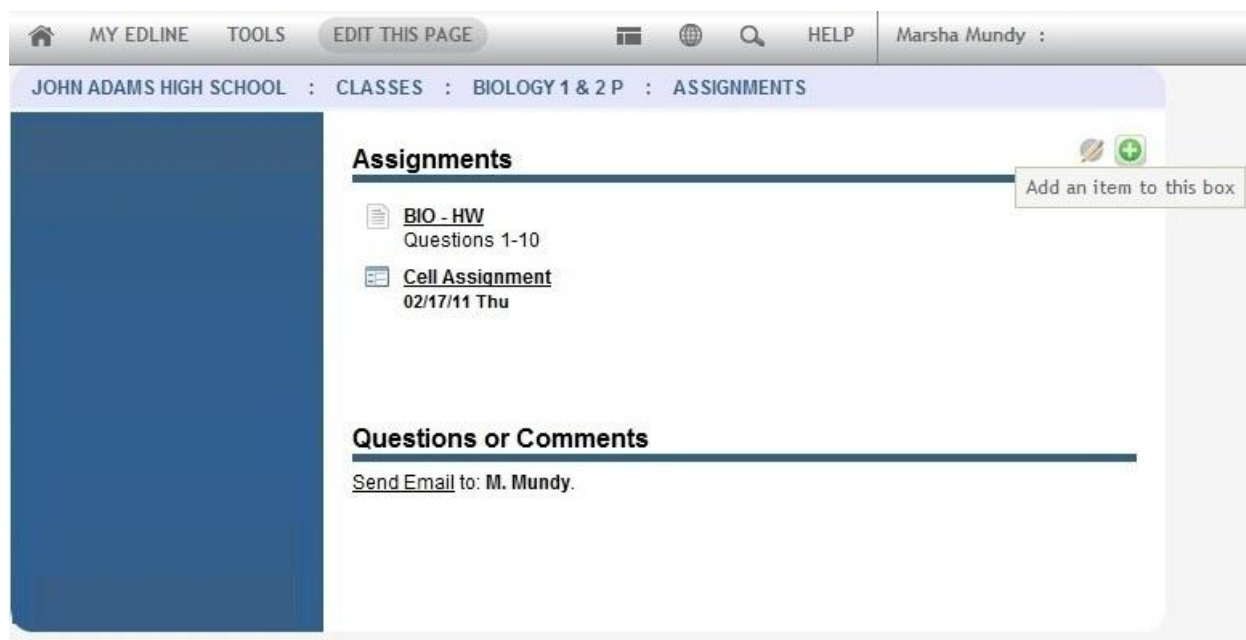 MY EDLINE TOOLS EDIT THIS PAGE HELP Marsha Mundy :
JOHN ADAMS HIGH SCHOOL : CLASSES : BIOLOGY 1 & 2 P : ASSIGNMENTS
Assignments
Add an item to this box
BIO - HW
Questions 1-10
Cell Assignment
02/17/11 Thu
Questions or Comments
Send Email to: M. Mundy.